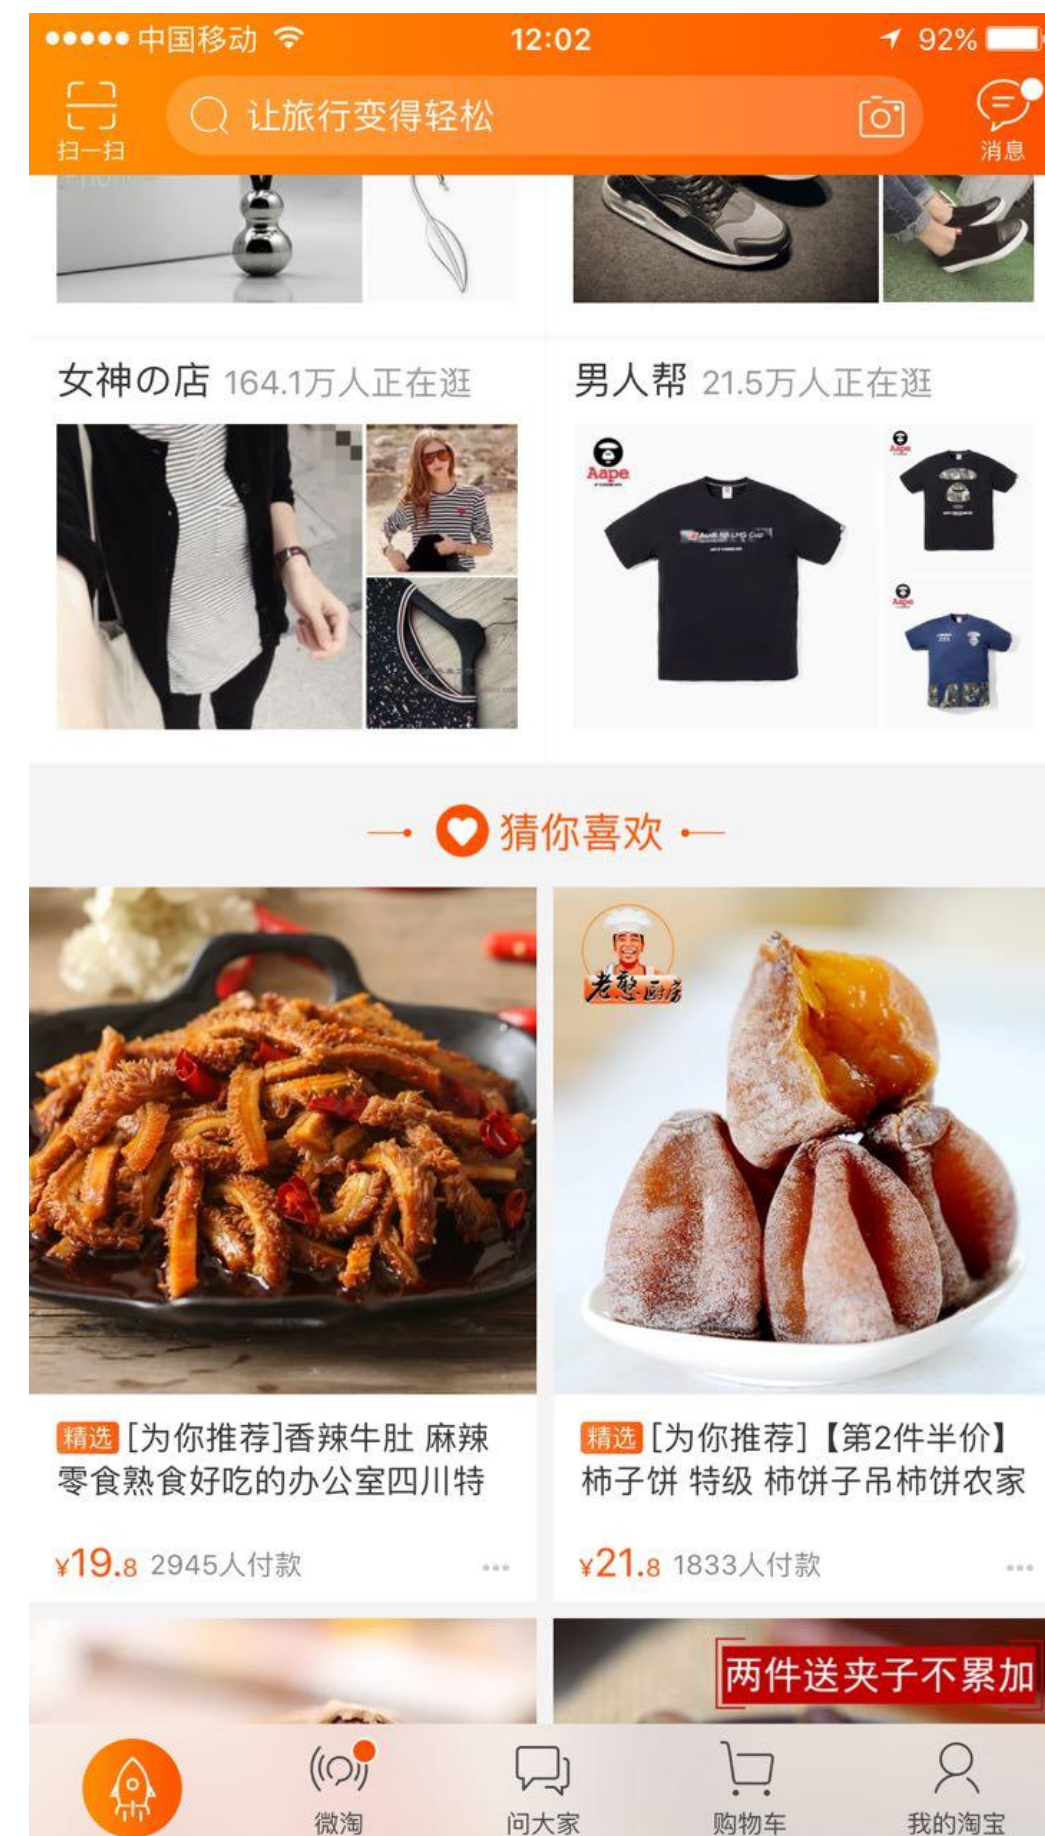 中国移动
12:02
92%
扫一扫
让旅行变得轻松
消息
女神の店 164.1万人正在逛
男人帮 21.5万人正在逛
Aape
Aape
Aape
猜你喜欢
老憨厨房
精选 [为你推荐]香辣牛肚 麻辣
零食熟食好吃的办公室四川特
¥19.8 2945人付款
精选 [为你推荐]【第2件半价】
柿子饼 特级 柿饼子吊柿饼农家
¥21.8 1833人付款
两件送夹子不累加
微淘
问大家
购物车
我的淘宝